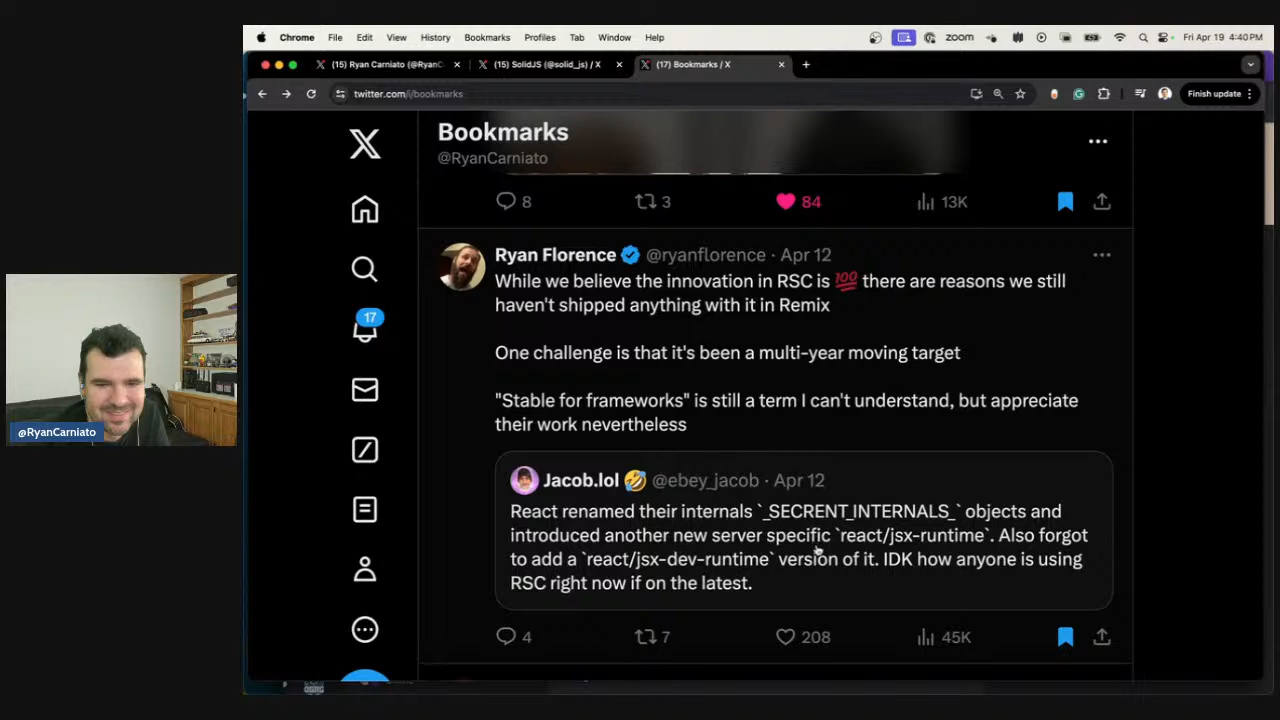 Chrome File Edit View History Bookmarks Profiles Tab Window Help
zoom
Fri Apr 19 4:40PM
(15) Ryan Carniato (@RyanC
(15) SolidJS (@solid_js) / X
(17) Bookmarks / X
twitter.com/i/bookmarks
Finish update
Bookmarks
@RyanCarniato
8 3 84 13K
17
Ryan Florence @ryanflorence · Apr 12
While we believe the innovation in RSC is 💯 there are reasons we still
haven't shipped anything with it in Remix
One challenge is that it's been a multi-year moving target
"Stable for frameworks" is still a term I can't understand, but appreciate
their work nevertheless
Jacob.lol 🤣 @ebey_jacob · Apr 12
React renamed their internals `_SECRENT_INTERNALS_` objects and
introduced another new server specific `react/jsx-runtime`. Also forgot
to add a `react/jsx-dev-runtime` version of it. IDK how anyone is using
RSC right now if on the latest.
4 7 208 45K
@RyanCarniato